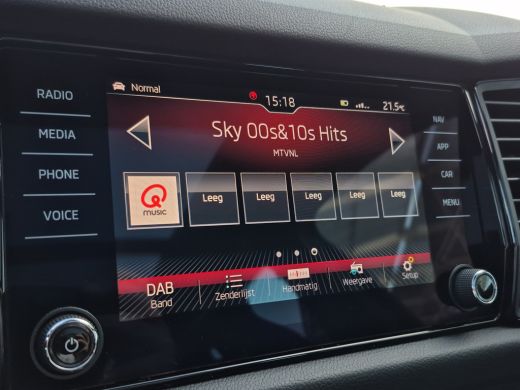 RADIO
MEDIA
PHONE
VOICE
Normal
15:18
21.5°C
Sky 00s&10s Hits
MTVNL
Q
music
Leeg
Leeg
Leeg
Leeg
Leeg
DAB
Band
Zenderlijst
Handmatig
Weergave
Setup
NAV
APP
CAR
MENU